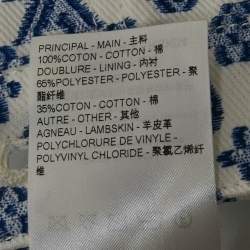 PRINCIPAL - MAIN - 主料
100%COTON - COTTON - 棉
DOUBLURE - LINING - 内衬
65%POLYESTER - POLYESTER - 聚
酯纤维
35%COTON - COTTON - 棉
AUTRE - OTHER - 其他
AGNEAU - LAMBSKIN - 羊皮革
POLYCHLORURE DE VINYLE -
POLYVINYL CHLORIDE - 聚氯乙烯纤
维